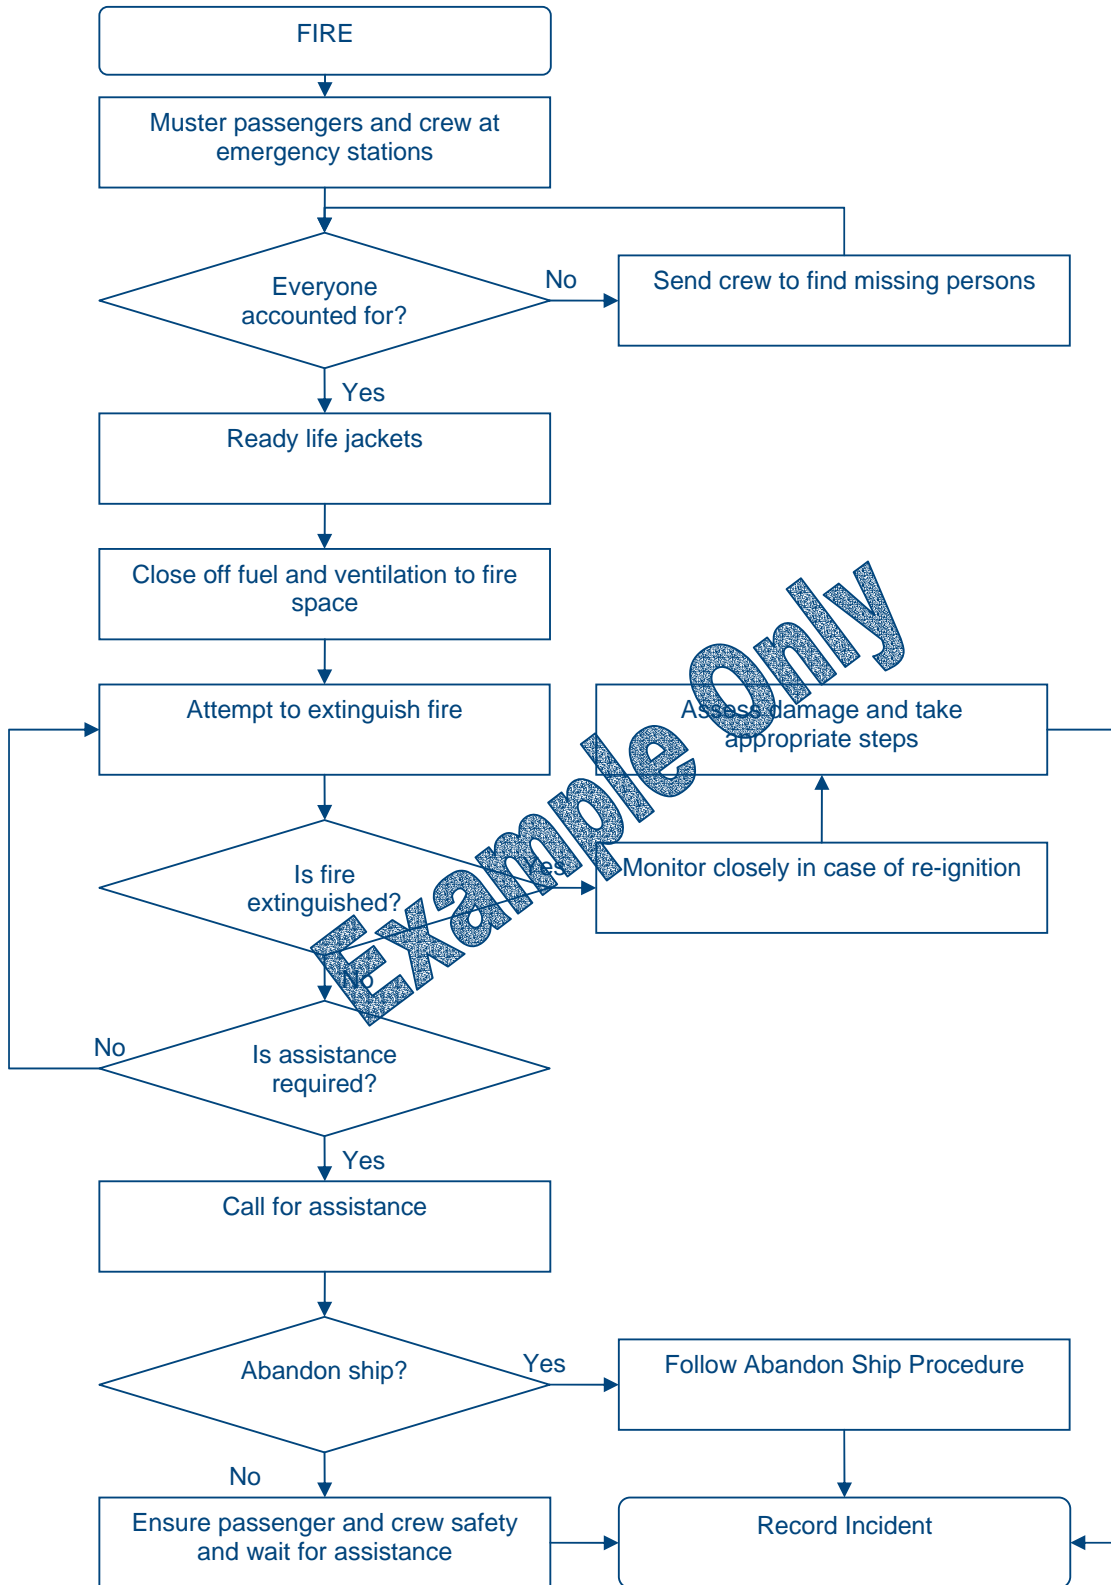 FIRE
Muster passengers and crew at
emergency stations
Everyone
accounted for?
No
Send crew to find missing persons
Yes
Ready life jackets
Close off fuel and ventilation to fire
space
Attempt to extinguish fire
Assess damage and take
appropriate steps
Is fire
extinguished?
Yes
Monitor closely in case of re-ignition
Example Only
No
No
Is assistance
required?
Yes
Call for assistance
Abandon ship?
Yes
Follow Abandon Ship Procedure
No
Ensure passenger and crew safety
and wait for assistance
Record Incident